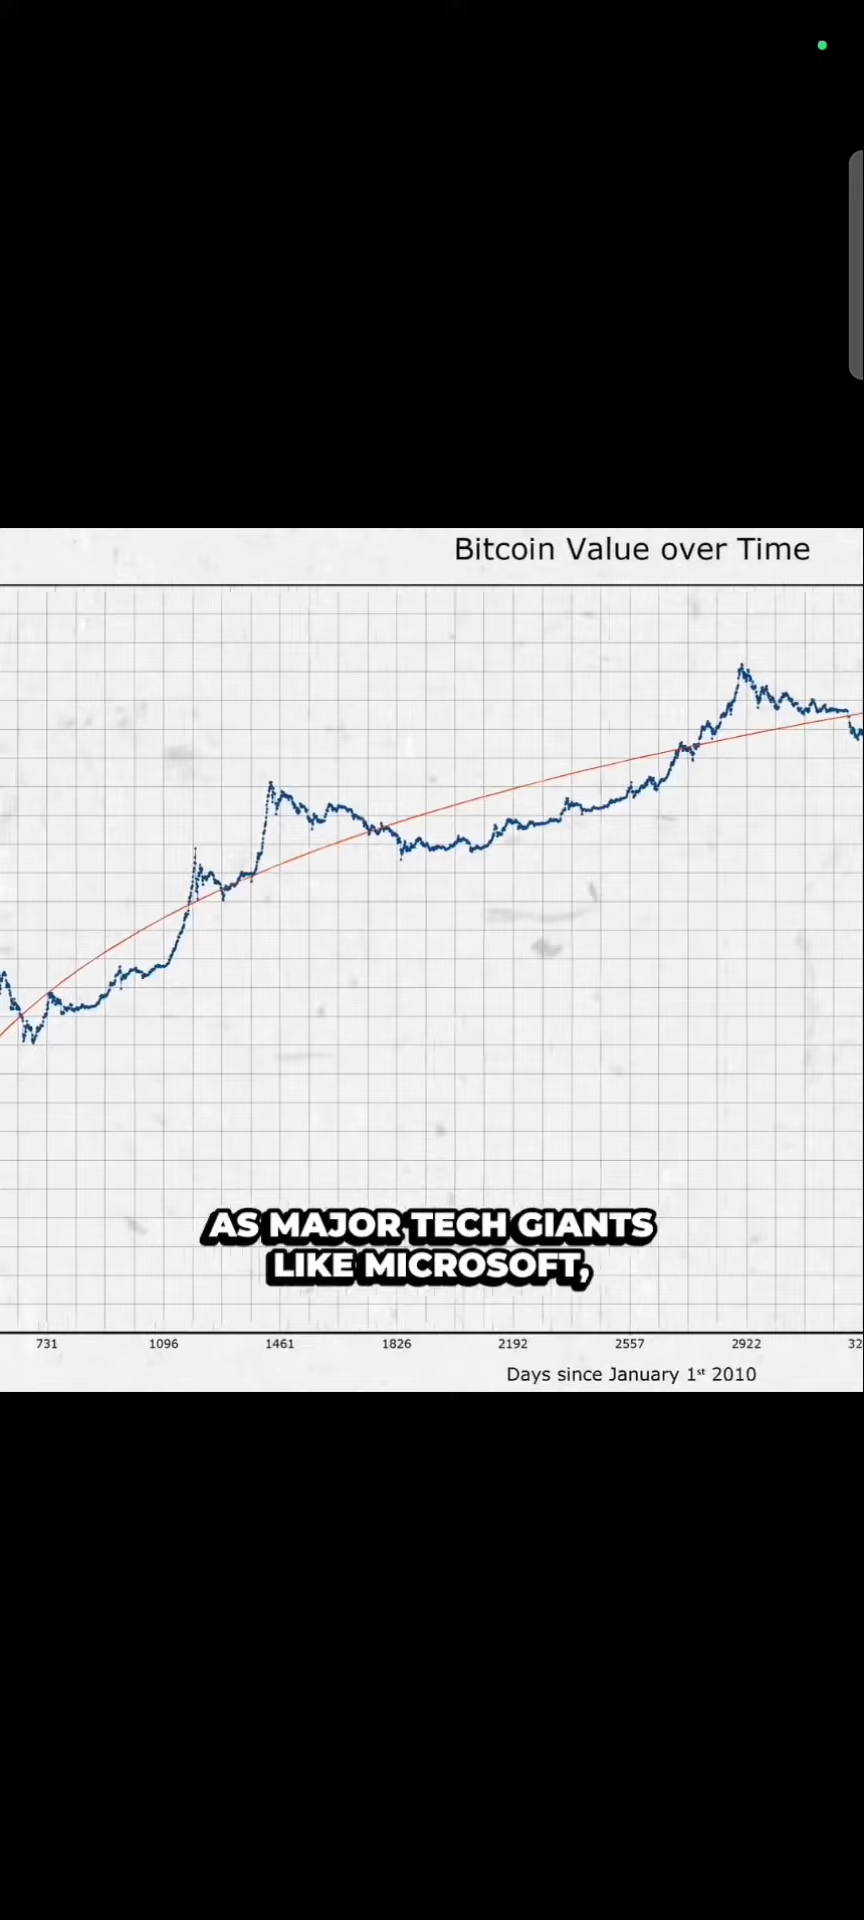 Bitcoin Value over Time
AS MAJOR TECH GIANTS
LIKE MICROSOFT,
731 1096 1461 1826 2192 2557 2922 32
Days since January 1st 2010